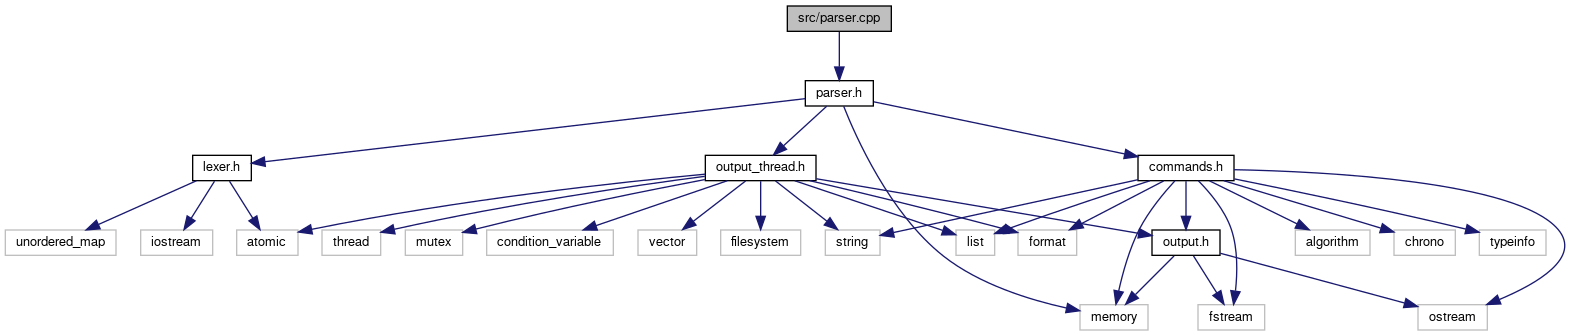 src/parser.cpp
parser.h
lexer.h
output_thread.h
commands.h
unordered_map
iostream
atomic
thread
mutex
condition_variable
vector
filesystem
string
list
format
output.h
algorithm
chrono
typeinfo
memory
fstream
ostream